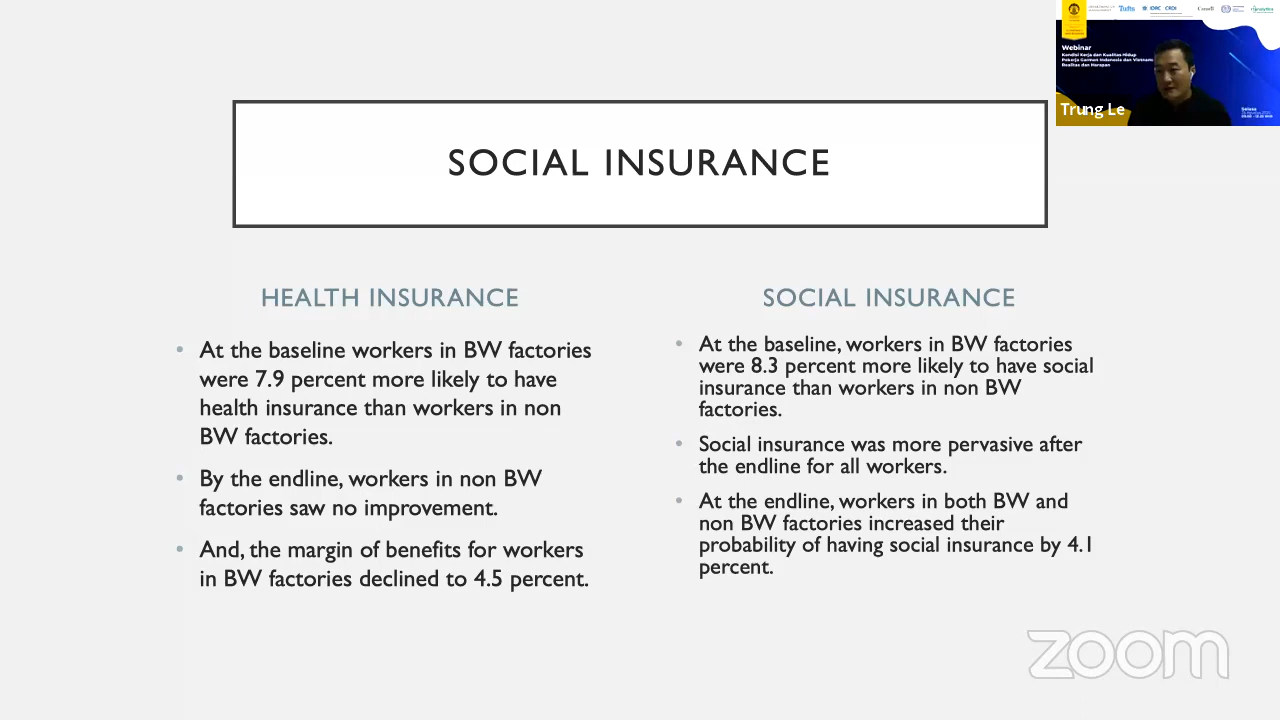 SOCIAL INSURANCE
HEALTH INSURANCE
• At the baseline workers in BW factories
were 7.9 percent more likely to have
health insurance than workers in non
BW factories.
• By the endline, workers in non BW
factories saw no improvement.
• And, the margin of benefits for workers
in BW factories declined to 4.5 percent.
SOCIAL INSURANCE
• At the baseline, workers in BW factories
were 8.3 percent more likely to have social
insurance than workers in non BW
factories.
• Social insurance was more pervasive after
the endline for all workers.
• At the endline, workers in both BW and
non BW factories increased their
probability of having social insurance by 4.1
percent.
Tufts
IDRC CRDI
Canada
Webinar
Kondisi Kerja dan Kualitas Hidup
Pekerja Garmen Indonesia dan Vietnam:
Realitas dan Harapan
Trung Le
Selasa
zoom